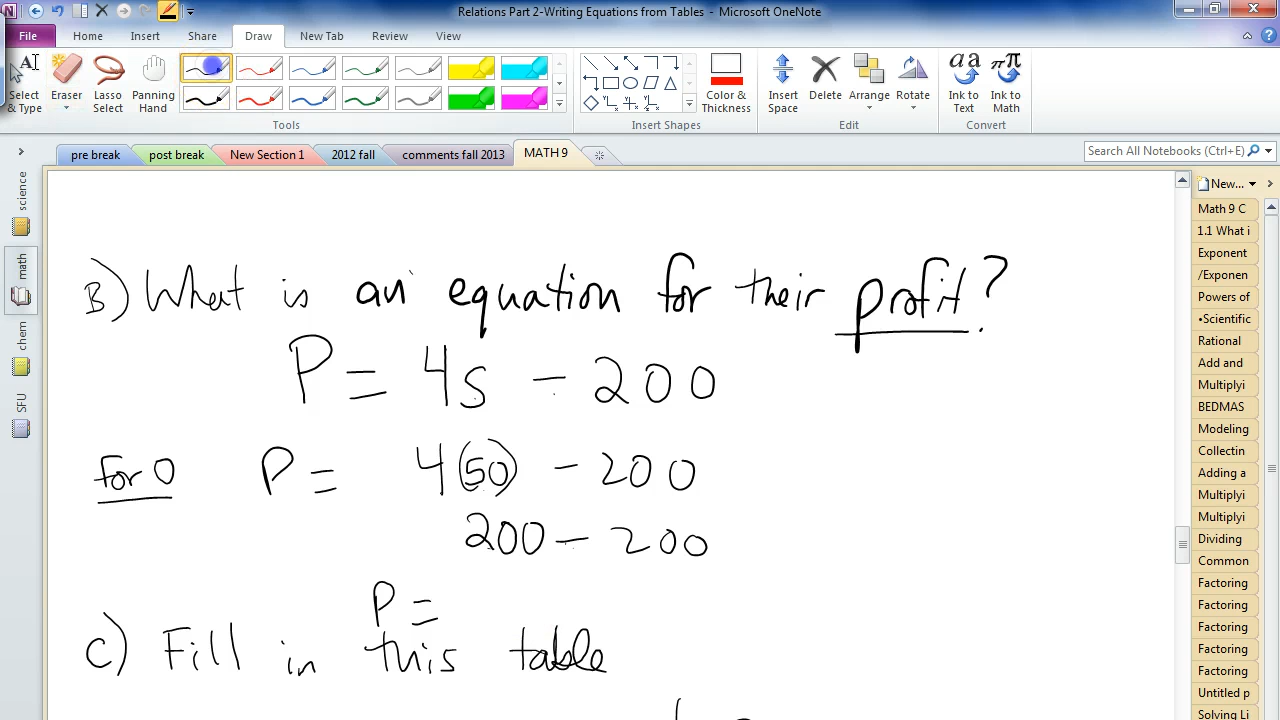 Relations Part 2-Writing Equations from Tables - Microsoft OneNote
File Home Insert Share Draw New Tab Review View
Select & Type
Eraser
Lasso Select
Panning Hand
Color & Thickness
Insert Space
Delete
Arrange
Rotate
Ink to Text
Ink to Math
Tools Insert Shapes Edit Convert
pre break post break New Section 1 2012 fall comments fall 2013 MATH 9
Search All Notebooks (Ctrl+E)
science
math
chem
SFU
B) What is an equation for their profit?
P = 4s - 200
for 0 P = 4(50) - 200
200 - 200
P =
C) Fill in this table
New...
Math 9 C
1.1 What i
Exponent
/Exponen
Powers of
•Scientific
Rational
Add and
Multiplyi
BEDMAS
Modeling
Collectin
Adding a
Multiplyi
Multiplyi
Dividing
Common
Factoring
Factoring
Factoring
Factoring
Factoring
Untitled p
Solving Li